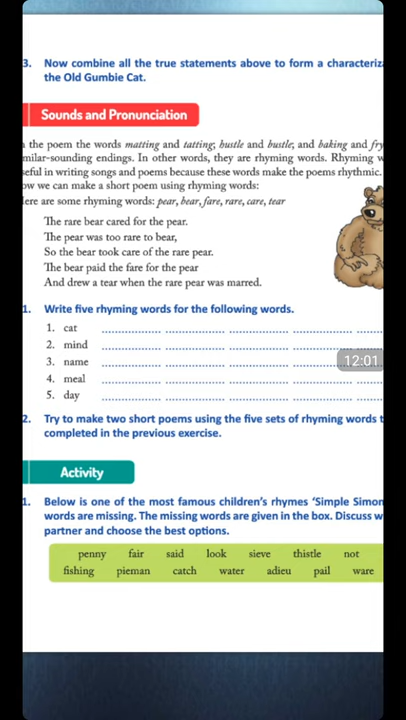 3. Now combine all the true statements above to form a
the Old Gumbie Cat.
Sounds and Pronunciation
the poem the words matting and tatting; hustle and bustle; and baking and fry
milar-sounding endings. In other words, they are rhyming words. Rhyming w
seful in writing songs and poems because these words make the poems rhythmic.
ow we can make a short poem using rhyming words:
Here are some rhyming words: pear, bear, fare, rare, care, tear
The rare bear cared for the pear.
The pear was too rare to bear,
So the bear took care of the rare pear.
The bear paid the fare for the pear
And drew a tear when the rare pear was marred.
1. Write five rhyming words for the following words.
1. cat
2. mind
3. name
12:01
4. meal
5. day
2. Try to make two short poems using the five sets of rhyming words t
completed in the previous exercise.
Activity
1. Below is one of the most famous children's rhymes 'Simple Simon
words are missing. The missing words are given in the box. Discuss w
partner and choose the best options.
penny fair said look sieve thistle not
fishing pieman catch water adieu pail ware